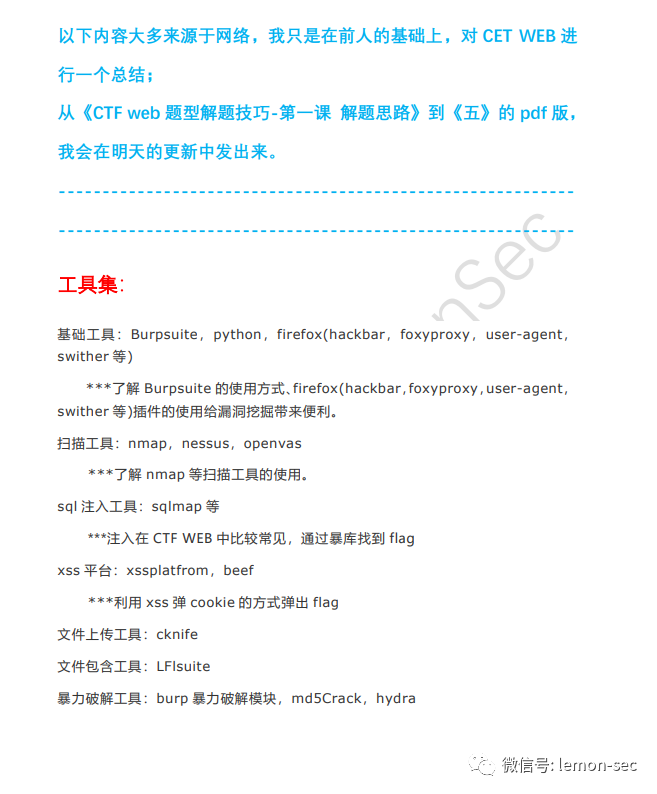 以下内容大多来源于网络，我只是在前人的基础上，对 CET WEB 进
行一个总结；
从《CTF web 题型解题技巧-第一课 解题思路》到《五》的 pdf 版，
我会在明天的更新中发出来。
-----------------------------------------------------------
-----------------------------------------------------------
nSec
工具集：
基础工具：Burpsuite，python，firefox(hackbar，foxyproxy，user-agent，
swither 等)
***了解 Burpsuite 的使用方式、firefox(hackbar，foxyproxy，user-agent，
swither 等)插件的使用给漏洞挖掘带来便利。
扫描工具：nmap，nessus，openvas
***了解 nmap 等扫描工具的使用。
sql 注入工具：sqlmap 等
***注入在 CTF WEB 中比较常见，通过暴库找到 flag
xss 平台：xssplatfrom，beef
***利用 xss 弹 cookie 的方式弹出 flag
文件上传工具：cknife
文件包含工具：LFlsuite
暴力破解工具：burp 暴力破解模块，md5Crack，hydra
微信号: lemon-sec